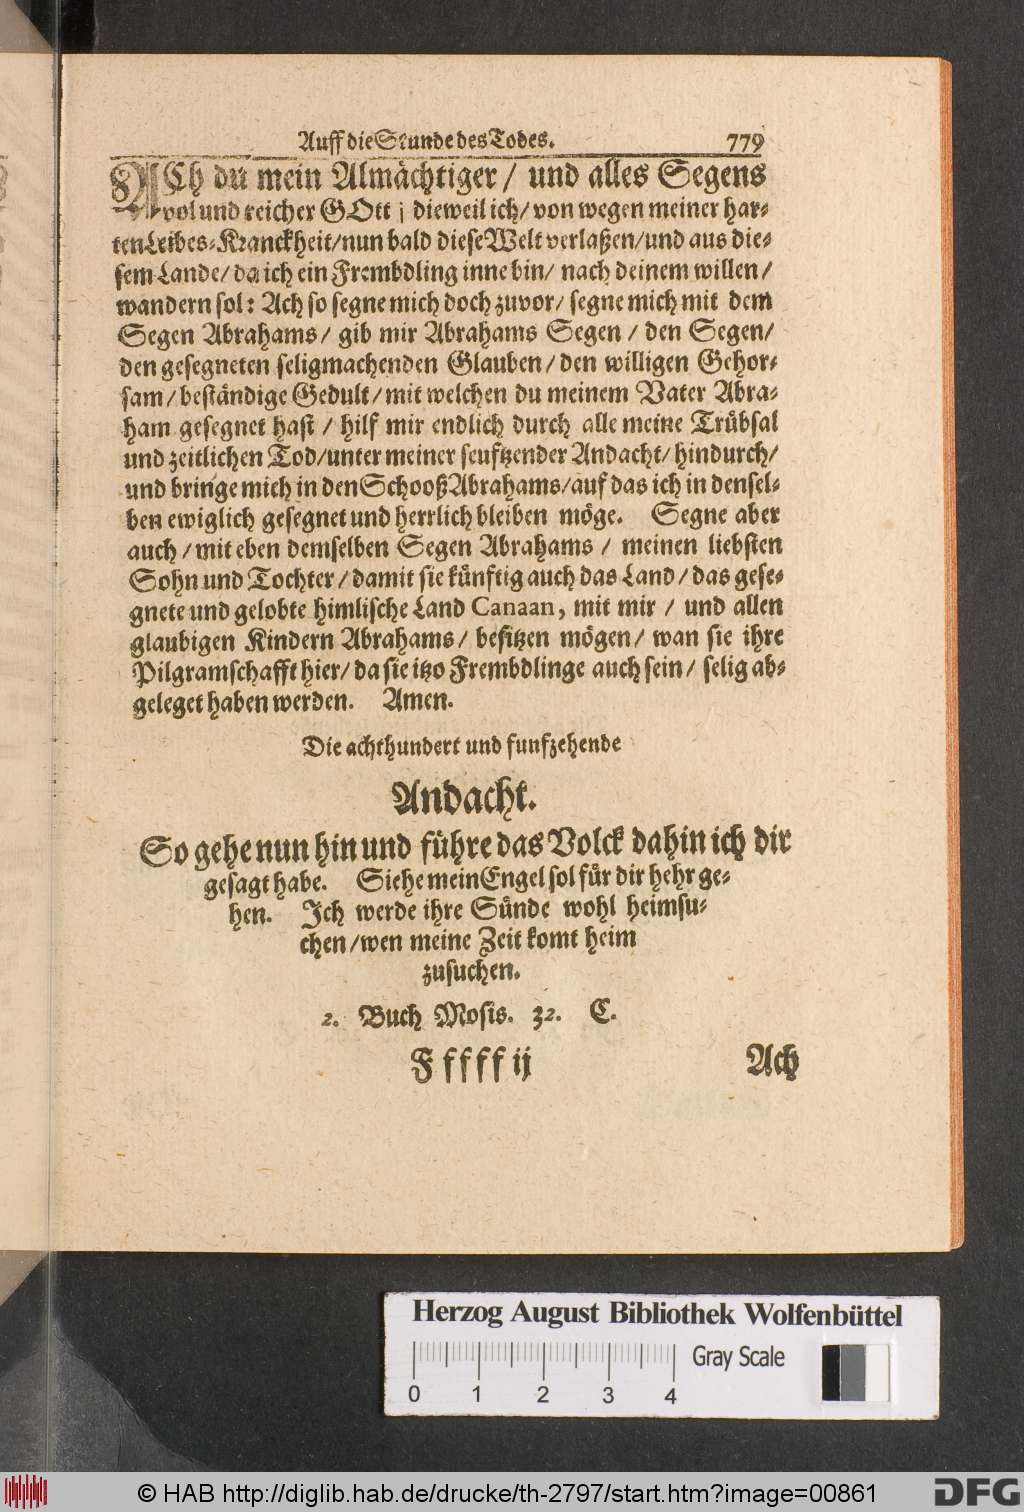 Auff die Stunde des Todes. 779
ACh du mein Almächtiger / und alles Segens
vol und reicher GOtt ; dieweil ich / von wegen meiner har-
ten Leibes-Kranckheit / nun bald diese Welt verlaßen / und aus die-
sem Lande / da ich ein Frembdling inne bin / nach deinem willen /
wandern sol : Ach so segne mich doch zuvor / segne mich mit dem
Segen Abrahams / gib mir Abrahams Segen / den Segen /
den gesegneten seligmachenden Glauben / den willigen Gehor-
sam / beständige Gedult / mit welchen du meinem Vater Abra-
ham gesegnet hast / hilf mir endlich durch alle meine Trübsal
und zeitlichen Tod / unter meiner seuftzender Andacht / hindurch /
und bringe mich in den Schooß Abrahams / auf das ich in densel-
ben ewiglich gesegnet und herrlich bleiben möge. Segne aber
auch / mit eben demselben Segen Abrahams / meinen liebsten
Sohn und Tochter / damit sie künftig auch das Land / das gese-
gnete und gelobte himlische Land Canaan, mit mir / und allen
glaubigen Kindern Abrahams / besitzen mögen / wan sie ihre
Pilgramschafft hier / da sie itzo Frembdlinge auch sein / selig ab-
geleget haben werden. Amen.
Die achthundert und funfzehende
Andacht.
So gehe nun hin und führe das Volck dahin ich dir
gesagt habe. Siehe mein Engel sol für dir hehr ge-
hen. Ich werde ihre Sünde wohl heimsu-
chen / wen meine Zeit komt heim
zusuchen.
2. Buch Mosis. 32. C.
F f f f f ij Ach
Herzog August Bibliothek Wolfenbüttel
Gray Scale
0 1 2 3 4
© HAB http://diglib.hab.de/drucke/th-2797/start.htm?image=00861
DFG